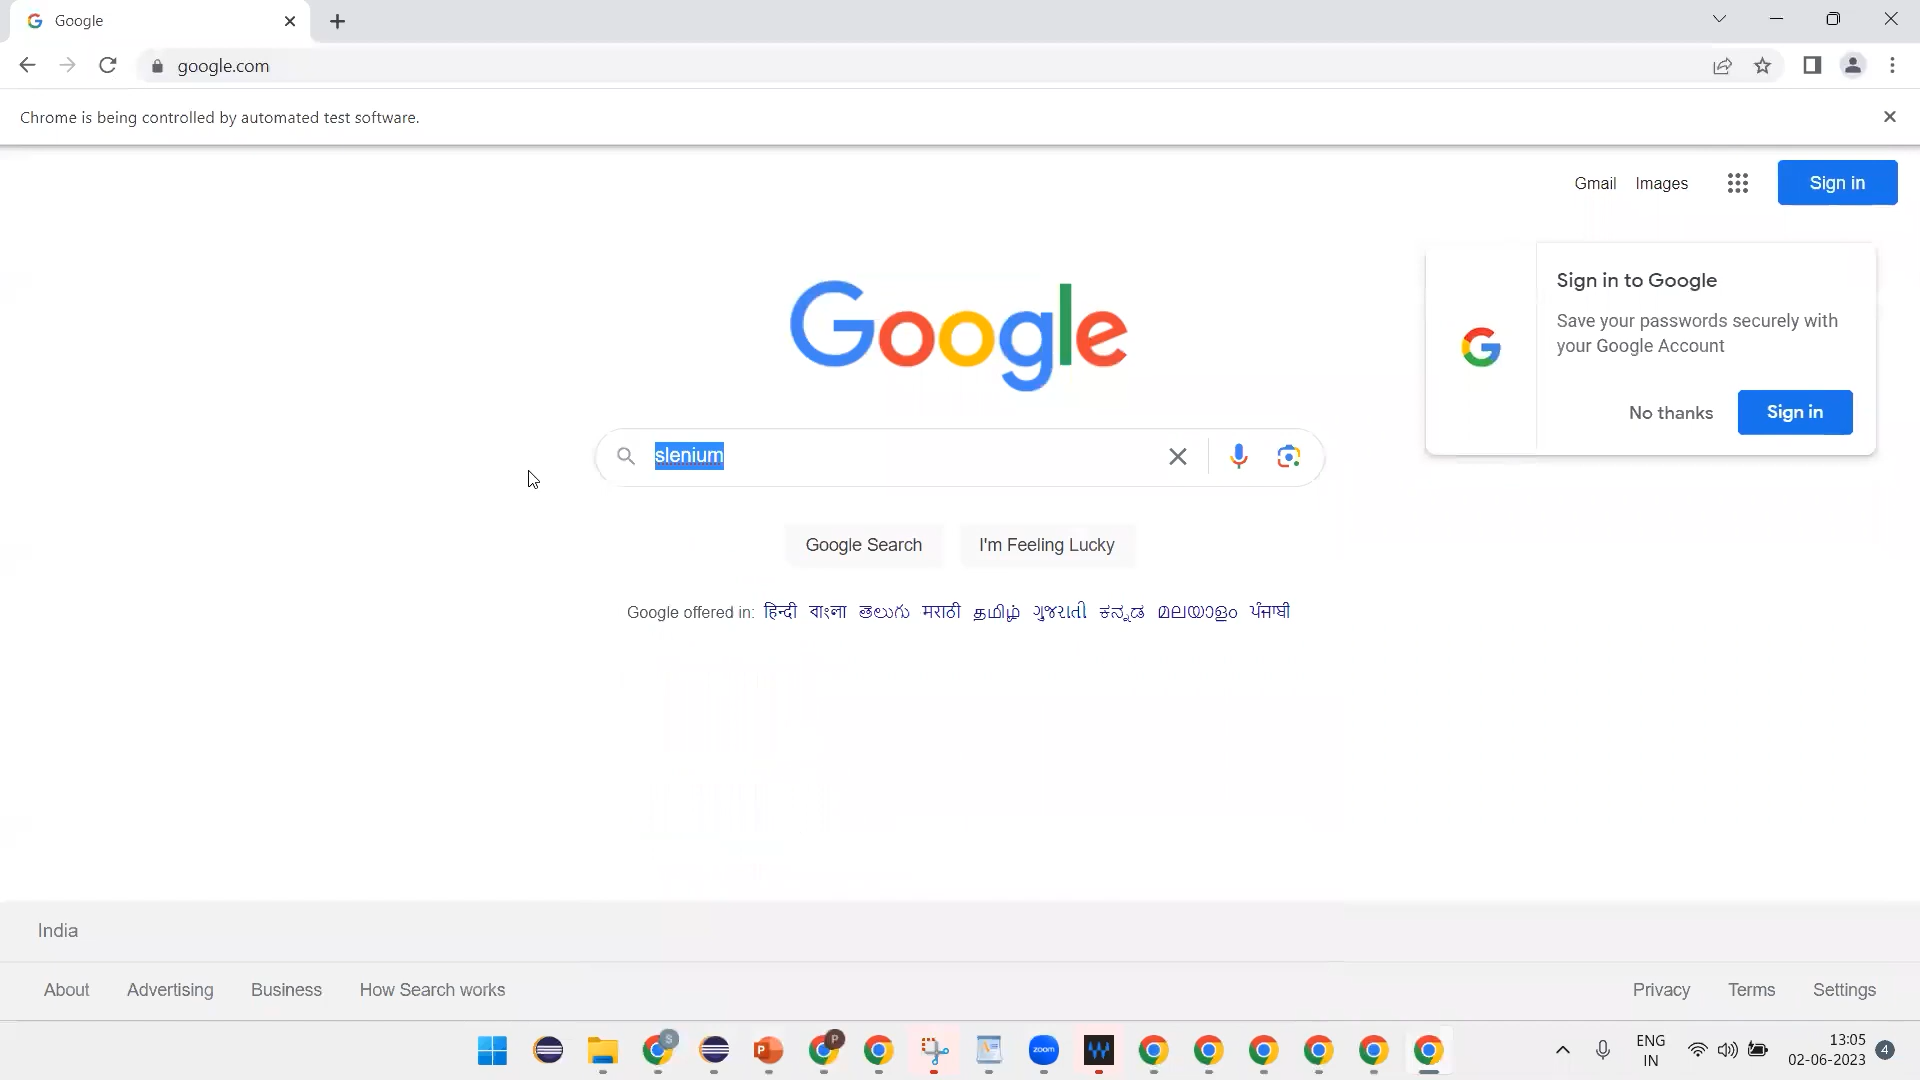 Google
google.com
Chrome is being controlled by automated test software.
Gmail Images Sign in
Google
Sign in to Google
Save your passwords securely with
your Google Account
No thanks Sign in
slenium
Google Search I'm Feeling Lucky
Google offered in: हिन्दी বাংলা తెలుగు मराठी தமிழ் ગુજરાતી ಕನ್ನಡ മലയാളം ਪੰਜਾਬੀ
India
About Advertising Business How Search works Privacy Terms Settings
S
P
P
zoom
W
ENG
IN
13:05
02-06-2023
4